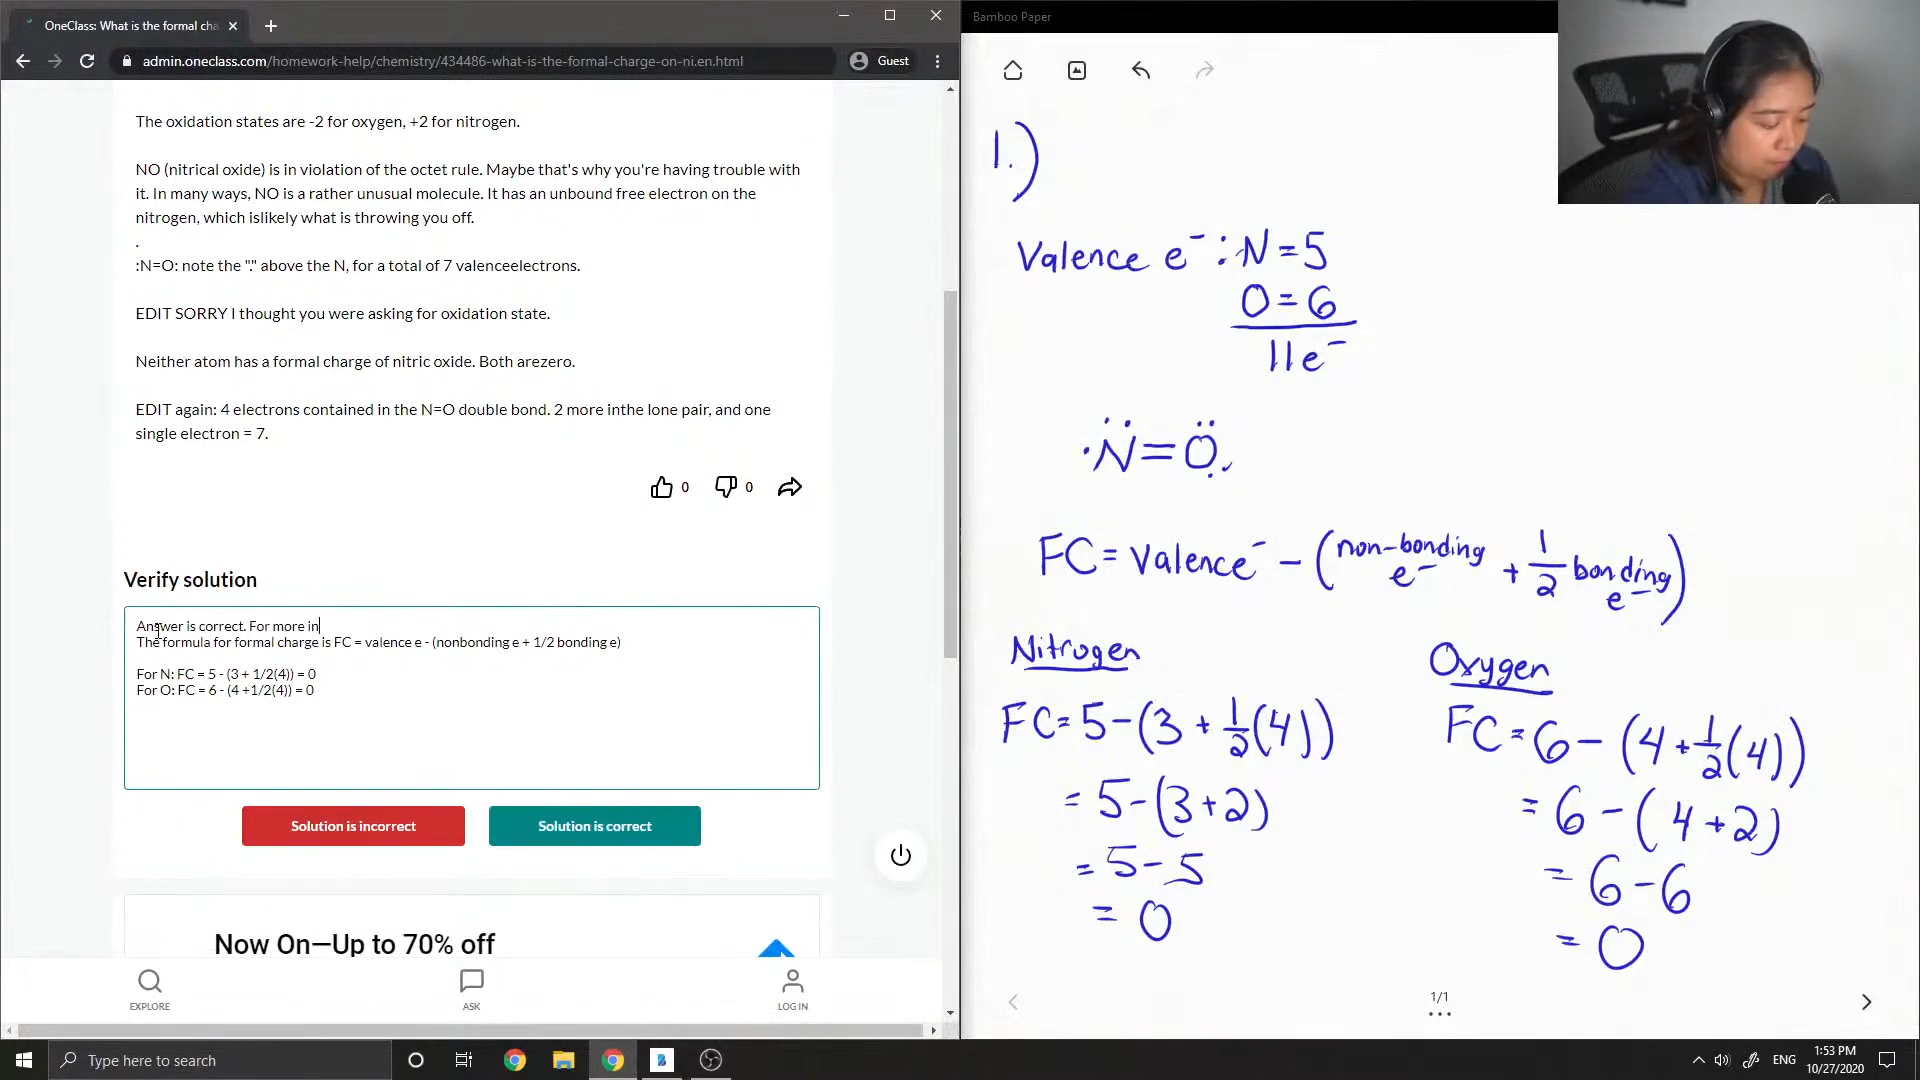 OneClass: What is the formal cha
admin.oneclass.com/homework-help/chemistry/434486-what-is-the-formal-charge-on-ni.en.html
Guest
The oxidation states are -2 for oxygen, +2 for nitrogen.
NO (nitrical oxide) is in violation of the octet rule. Maybe that's why you're having trouble with
it. In many ways, NO is a rather unusual molecule. It has an unbound free electron on the
nitrogen, which islikely what is throwing you off.
.
:N=O: note the "." above the N, for a total of 7 valenceelectrons.
EDIT SORRY I thought you were asking for oxidation state.
Neither atom has a formal charge of nitric oxide. Both arezero.
EDIT again: 4 electrons contained in the N=O double bond. 2 more inthe lone pair, and one
single electron = 7.
0
0
Verify solution
Answer is correct. For more in
The formula for formal charge is FC = valence e - (nonbonding e + 1/2 bonding e)
For N: FC = 5 - (3 + 1/2(4)) = 0
For O: FC = 6 - (4 +1/2(4)) = 0
Solution is incorrect
Solution is correct
Now On—Up to 70% off
EXPLORE
ASK
LOG IN
Bamboo Paper
1.)
Valence e⁻ : N = 5
O = 6
11e⁻
·N̈=Ö:
FC = Valence⁻ - (non-bonding e⁻ + 1/2 bonding e⁻)
Nitrogen
FC = 5 - (3 + 1/2(4))
= 5 - (3 + 2)
= 5 - 5
= 0
Oxygen
FC = 6 - (4 + 1/2(4))
= 6 - (4 + 2)
= 6 - 6
= 0
1/1
Type here to search
ENG
1:53 PM
10/27/2020